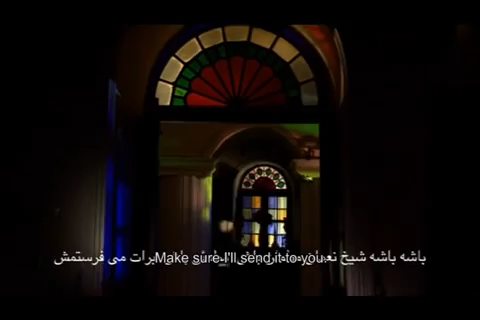 باشه باشه شیخ برات می فرستمش
Make sure I'll send it to you.